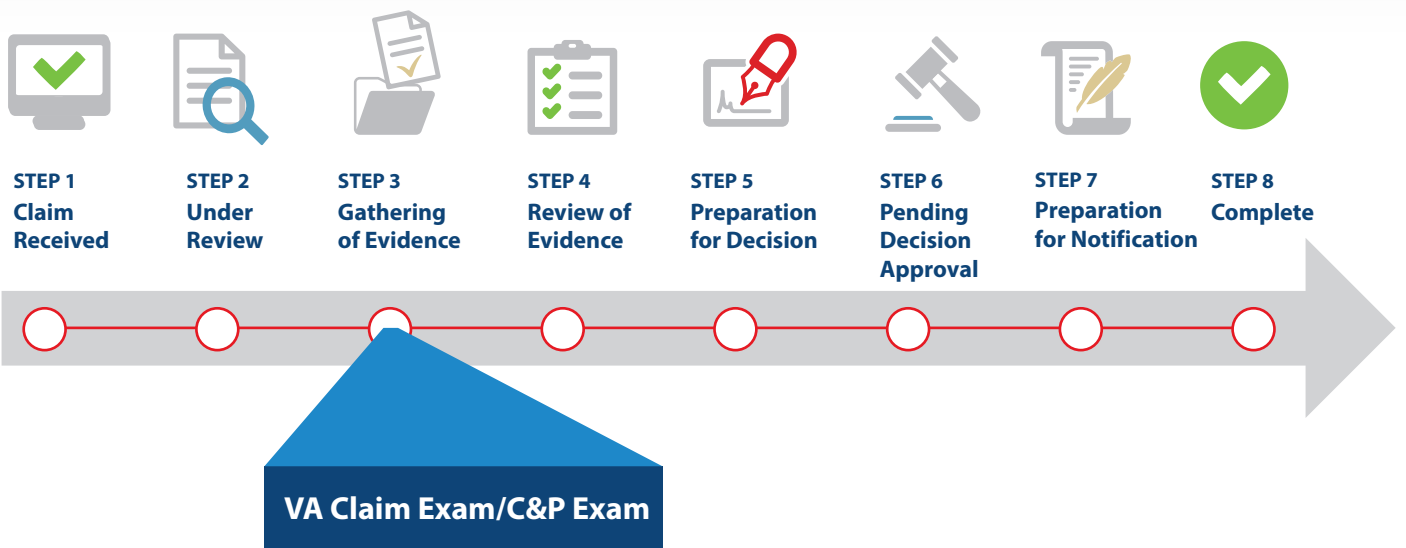 STEP 1
Claim
Received
STEP 2
Under
Review
STEP 3
Gathering
of Evidence
STEP 4
Review of
Evidence
STEP 5
Preparation
for Decision
STEP 6
Pending
Decision
Approval
STEP 7
Preparation
for Notification
STEP 8
Complete
VA Claim Exam/C&P Exam